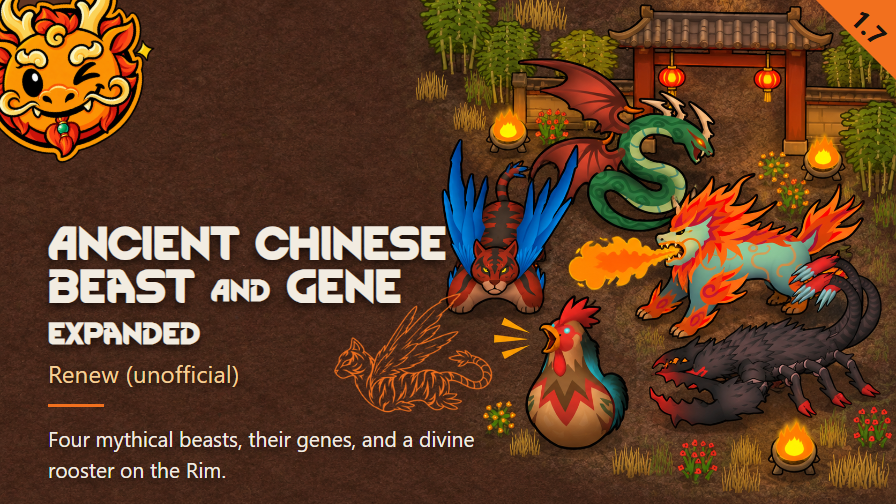 1.7
ANCIENT CHINESE
BEAST AND GENE
EXPANDED
Renew (unofficial)
Four mythical beasts, their genes, and a divine
rooster on the Rim.